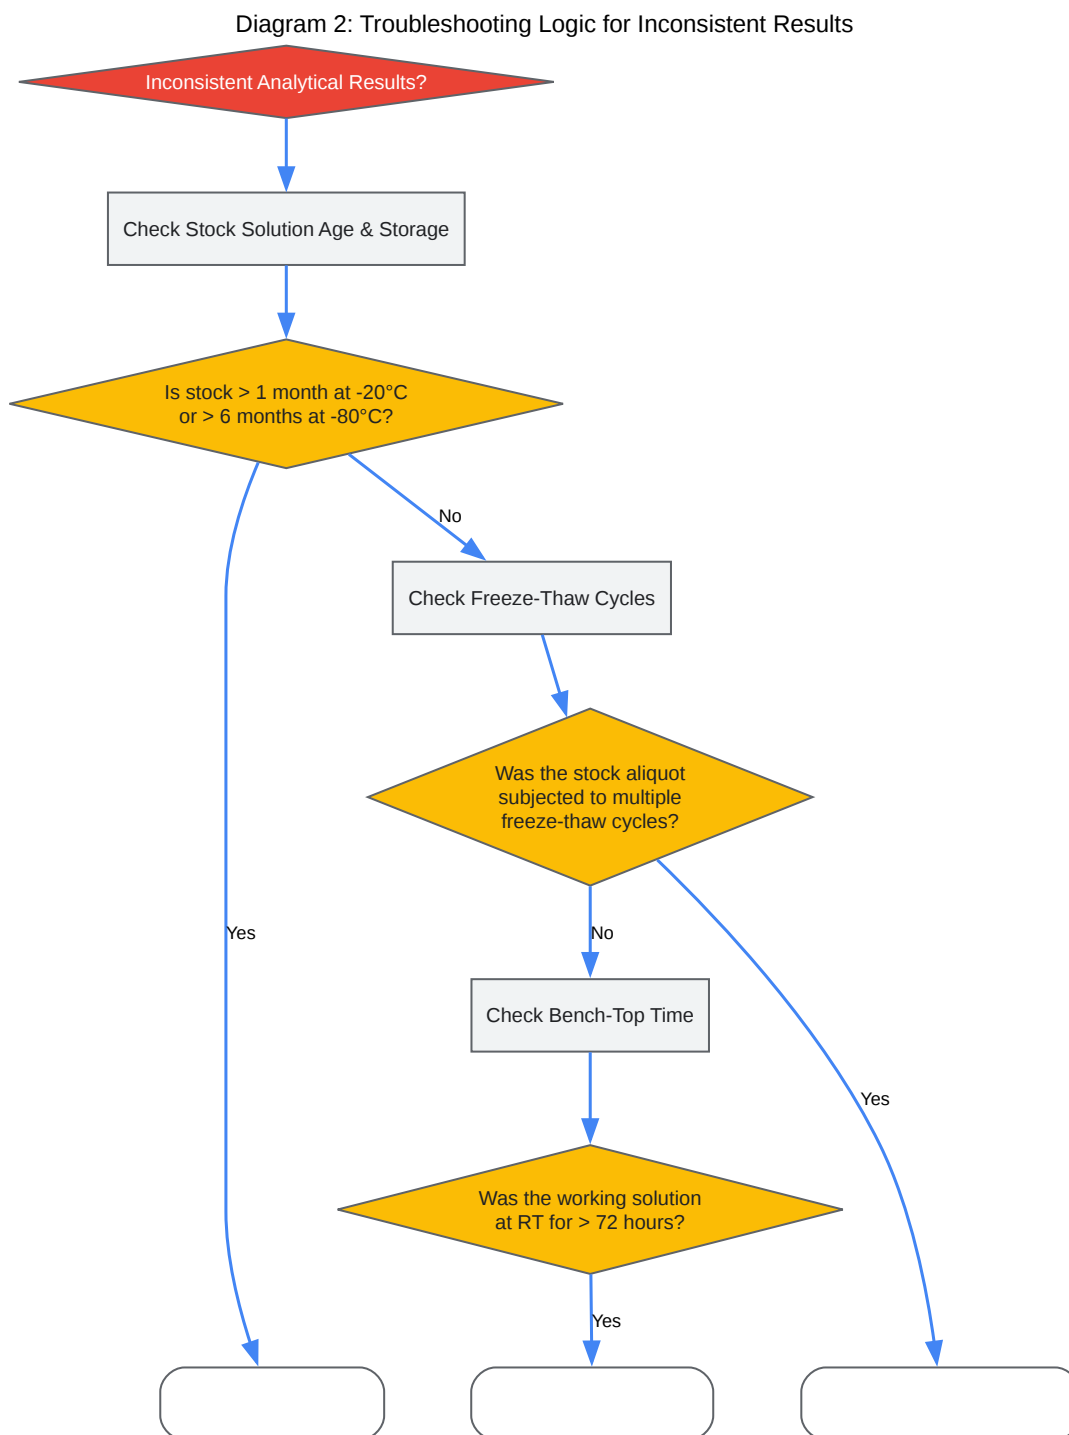 Diagram 2: Troubleshooting Logic for Inconsistent Results
Inconsistent Analytical Results?
Check Stock Solution Age & Storage
Is stock > 1 month at -20°C
or > 6 months at -80°C?
No
Check Freeze-Thaw Cycles
Was the stock aliquot
subjected to multiple
freeze-thaw cycles?
Yes
No
Check Bench-Top Time
Yes
Was the working solution
at RT for > 72 hours?
Yes